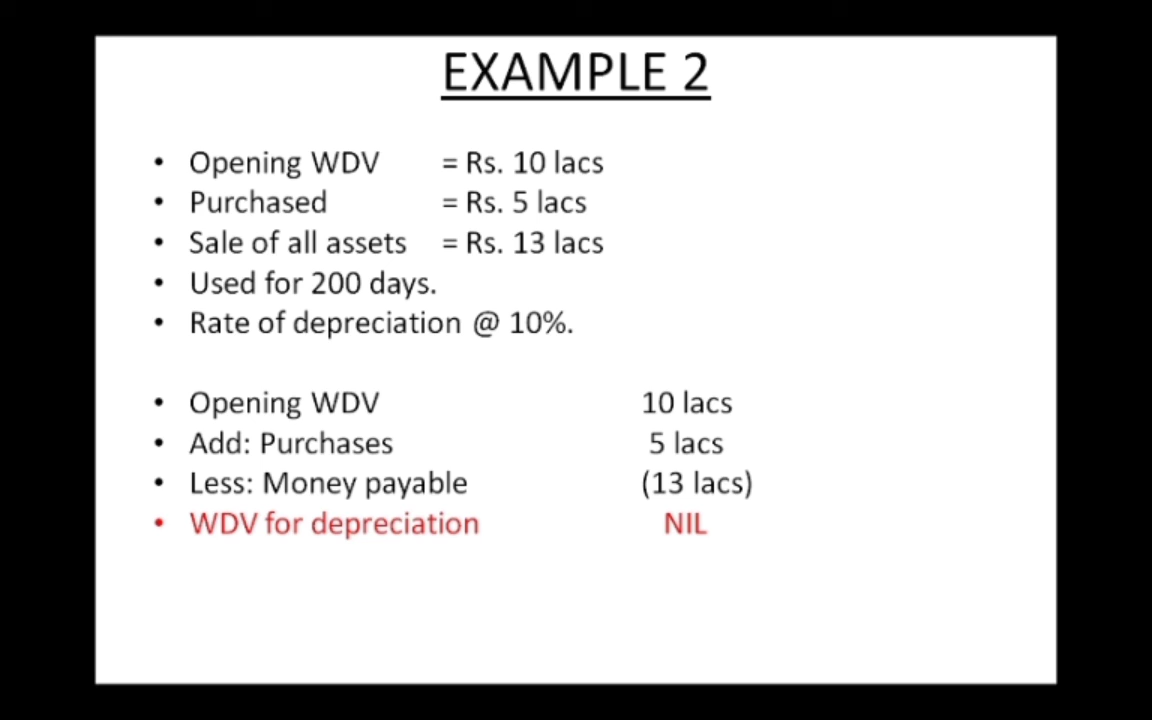 EXAMPLE 2
• Opening WDV = Rs. 10 lacs
• Purchased = Rs. 5 lacs
• Sale of all assets = Rs. 13 lacs
• Used for 200 days.
• Rate of depreciation @ 10%.
• Opening WDV 10 lacs
• Add: Purchases 5 lacs
• Less: Money payable (13 lacs)
• WDV for depreciation NIL